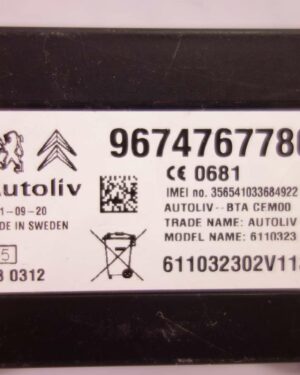 9674767780
Autoliv
CE 0681
IMEI no. 356541033684922
1-09-20
AUTOLIV-- BTA CEM00
DE IN SWEDEN
TRADE NAME: AUTOLIV
MODEL NAME: 6110323
5
0312
611032302V11